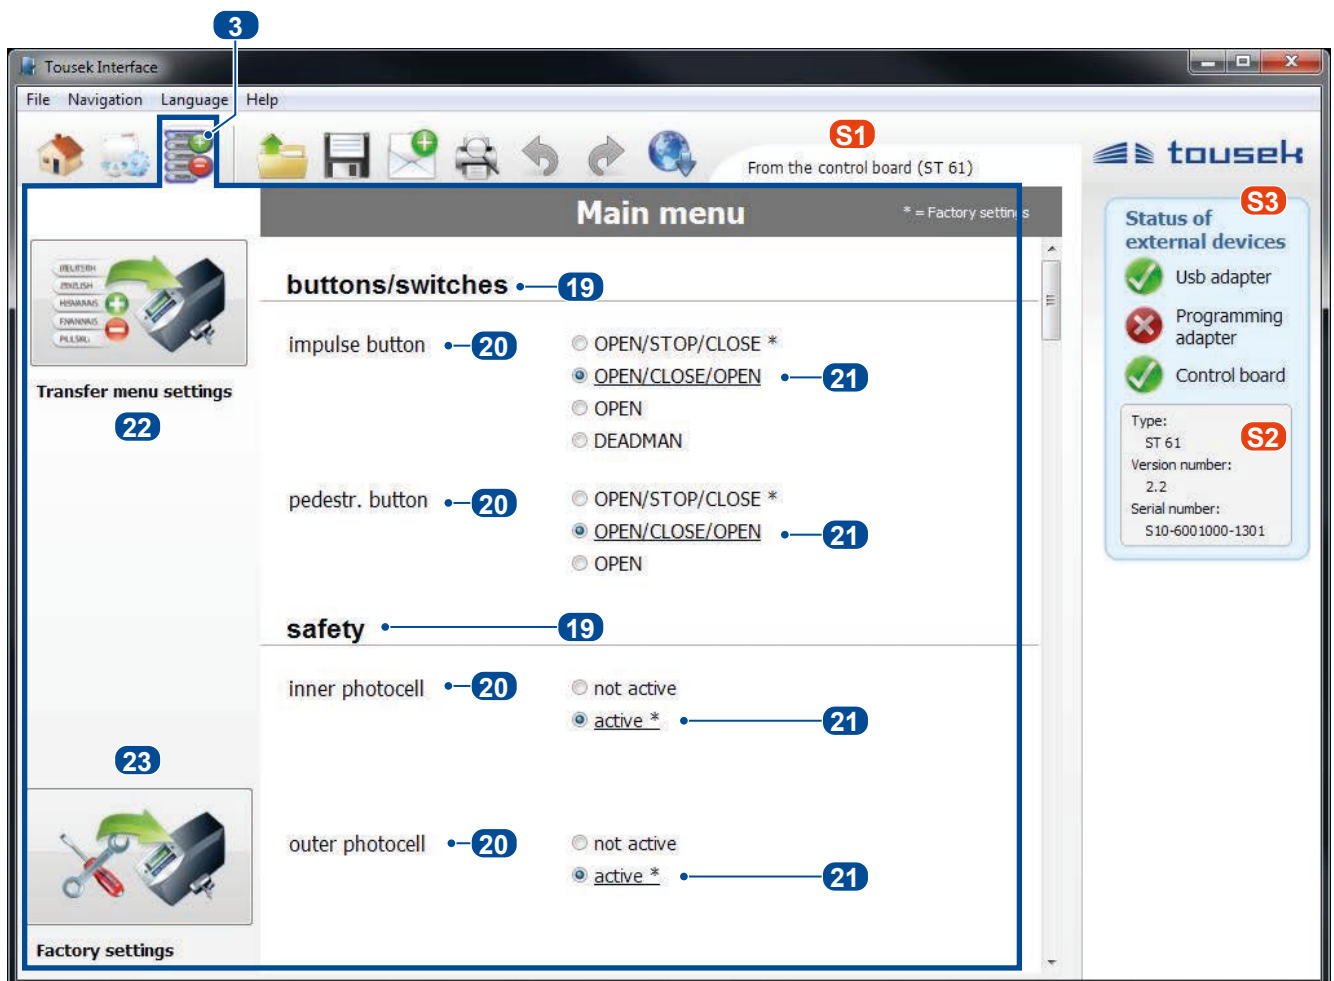 3
Tousek Interface
File Navigation Language Help
S1
From the control board (ST 61)
tousek
Main menu
* = Factory settings
S3
Status of
external devices
Usb adapter
Programming
adapter
Control board
Type:
ST 61
S2
Version number:
2.2
Serial number:
S10-6001000-1301
buttons/switches 19
impulse button 20
OPEN/STOP/CLOSE *
OPEN/CLOSE/OPEN 21
OPEN
DEADMAN
Transfer menu settings
22
pedestr. button 20
OPEN/STOP/CLOSE *
OPEN/CLOSE/OPEN 21
OPEN
safety 19
inner photocell 20
not active
active * 21
23
outer photocell 20
not active
active * 21
Factory settings